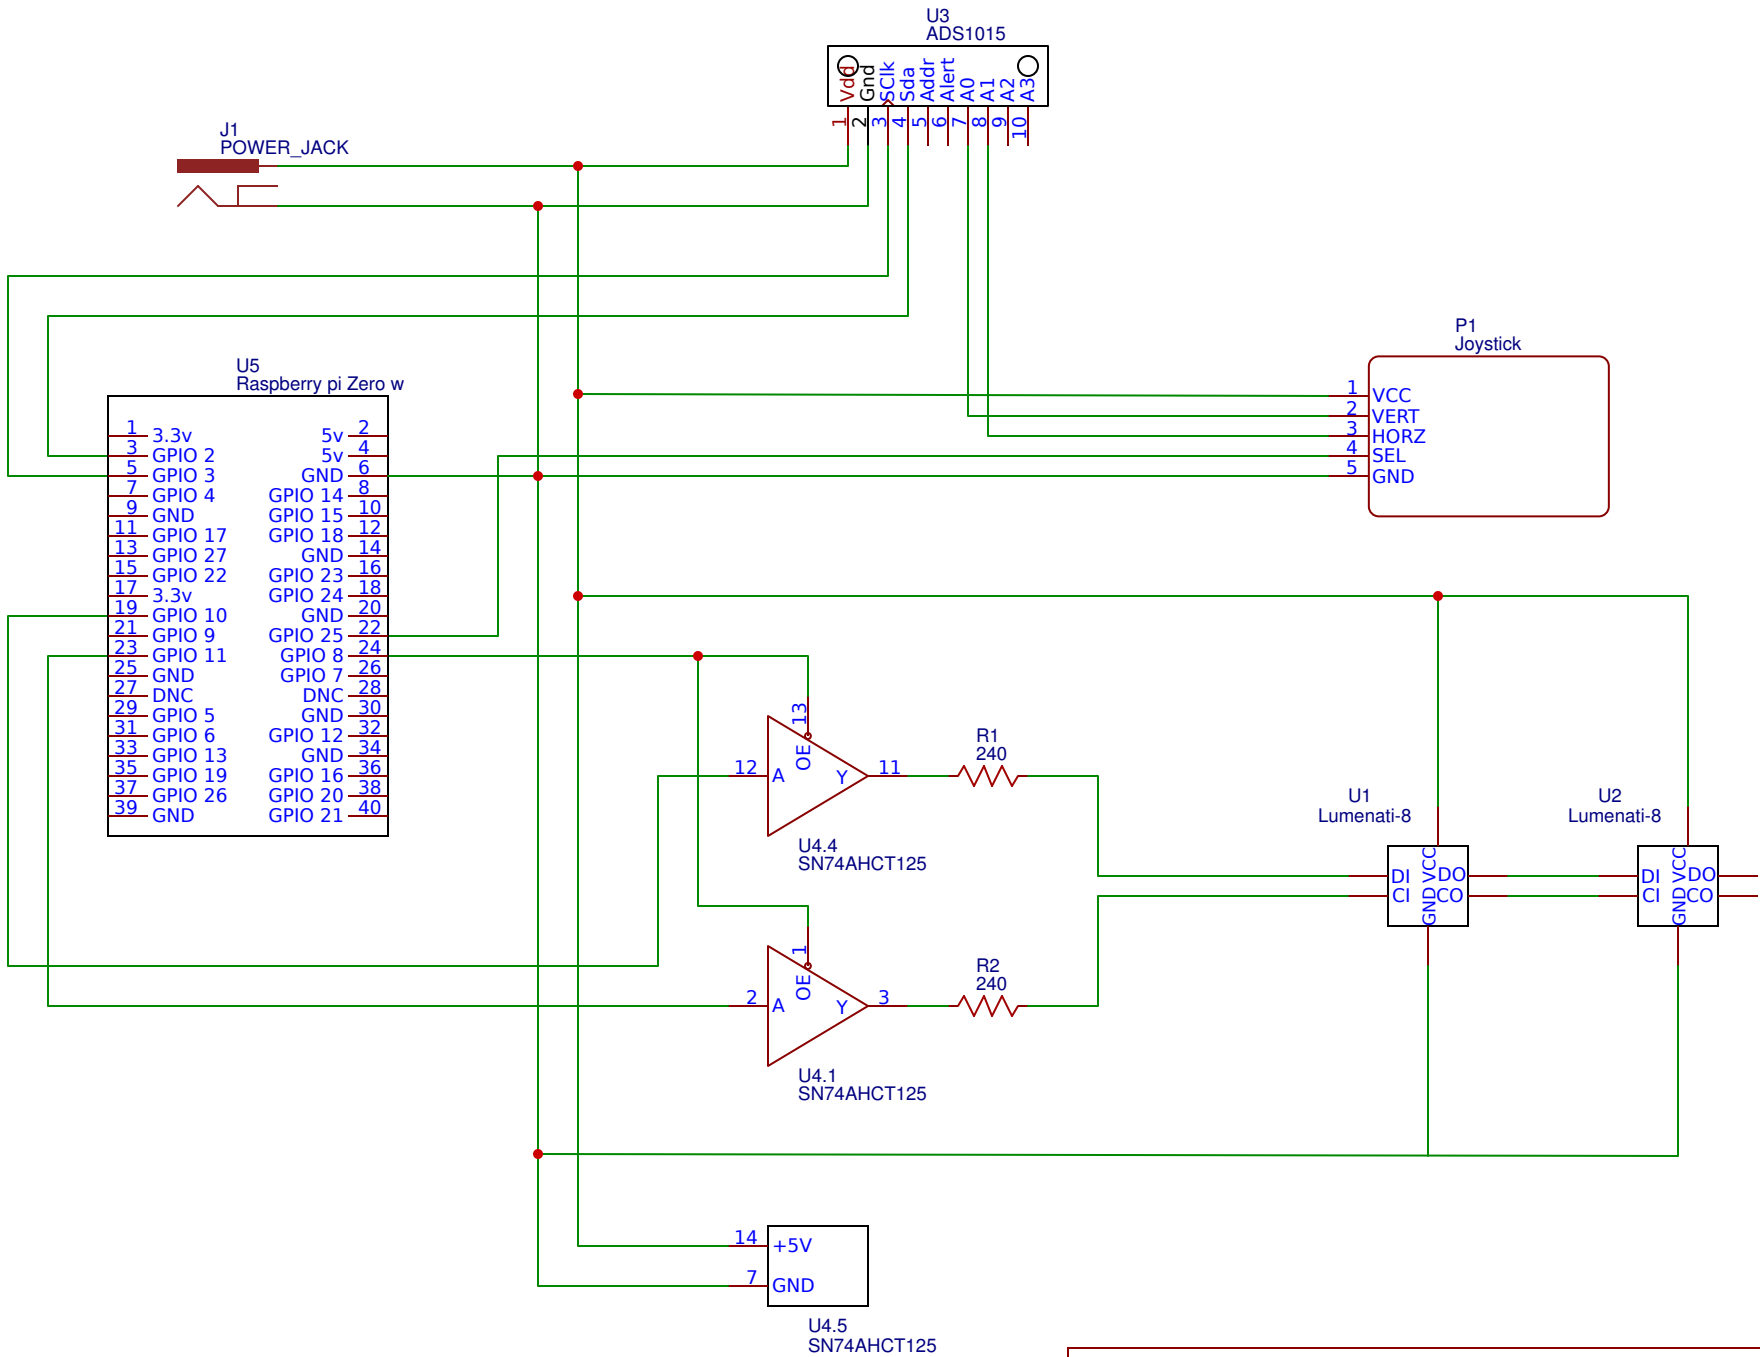 U3
ADS1015
Vdd
Gnd
SClk
Sda
Addr
Alert
A0
A1
A2
A3
1
2
3
4
5
6
7
8
9
10
J1
POWER_JACK
P1
Joystick
1 VCC
2 VERT
3 HORZ
4 SEL
5 GND
U5
Raspberry pi Zero w
1 3.3v 5v 2
3 GPIO 2 5v 4
5 GPIO 3 GND 6
7 GPIO 4 GPIO 14 8
9 GND GPIO 15 10
11 GPIO 17 GPIO 18 12
13 GPIO 27 GND 14
15 GPIO 22 GPIO 23 16
17 3.3v GPIO 24 18
19 GPIO 10 GND 20
21 GPIO 9 GPIO 25 22
23 GPIO 11 GPIO 8 24
25 GND GPIO 7 26
27 DNC DNC 28
29 GPIO 5 GND 30
31 GPIO 6 GPIO 12 32
33 GPIO 13 GND 34
35 GPIO 19 GPIO 16 36
37 GPIO 26 GPIO 20 38
39 GND GPIO 21 40
13
OE
12 A Y 11
U4.4
SN74AHCT125
R1
240
1
OE
2 A Y 3
U4.1
SN74AHCT125
R2
240
U1
Lumenati-8
VCC
DI DO
CI CO
GND
U2
Lumenati-8
VCC
DI DO
CI CO
GND
14 +5V
7 GND
U4.5
SN74AHCT125